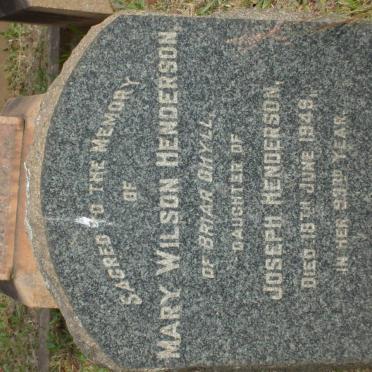 SACRED TO THE MEMORY
OF
MARY WILSON HENDERSON
OF BRIAR GHYLL,
DAUGHTER OF
JOSEPH HENDERSON,
DIED 18TH JUNE 1949,
IN HER 93RD YEAR.